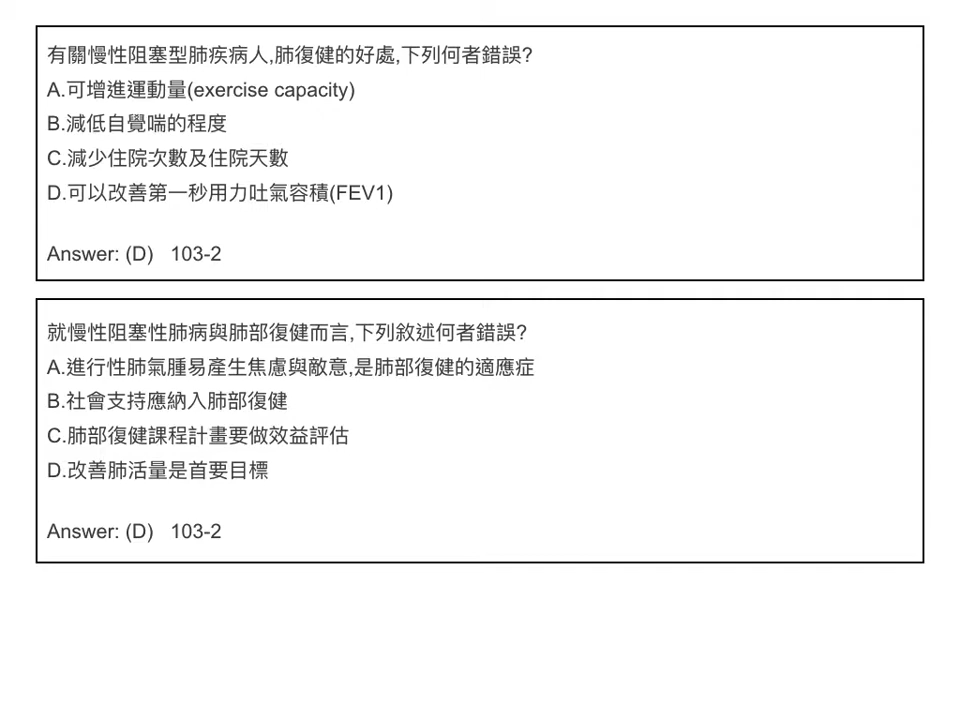 有關慢性阻塞型肺疾病人,肺復健的好處,下列何者錯誤?
A.可增進運動量(exercise capacity)
B.減低自覺喘的程度
C.減少住院次數及住院天數
D.可以改善第一秒用力吐氣容積(FEV1)
Answer: (D) 103-2
就慢性阻塞性肺病與肺部復健而言,下列敘述何者錯誤?
A.進行性肺氣腫易產生焦慮與敵意,是肺部復健的適應症
B.社會支持應納入肺部復健
C.肺部復健課程計畫要做效益評估
D.改善肺活量是首要目標
Answer: (D) 103-2